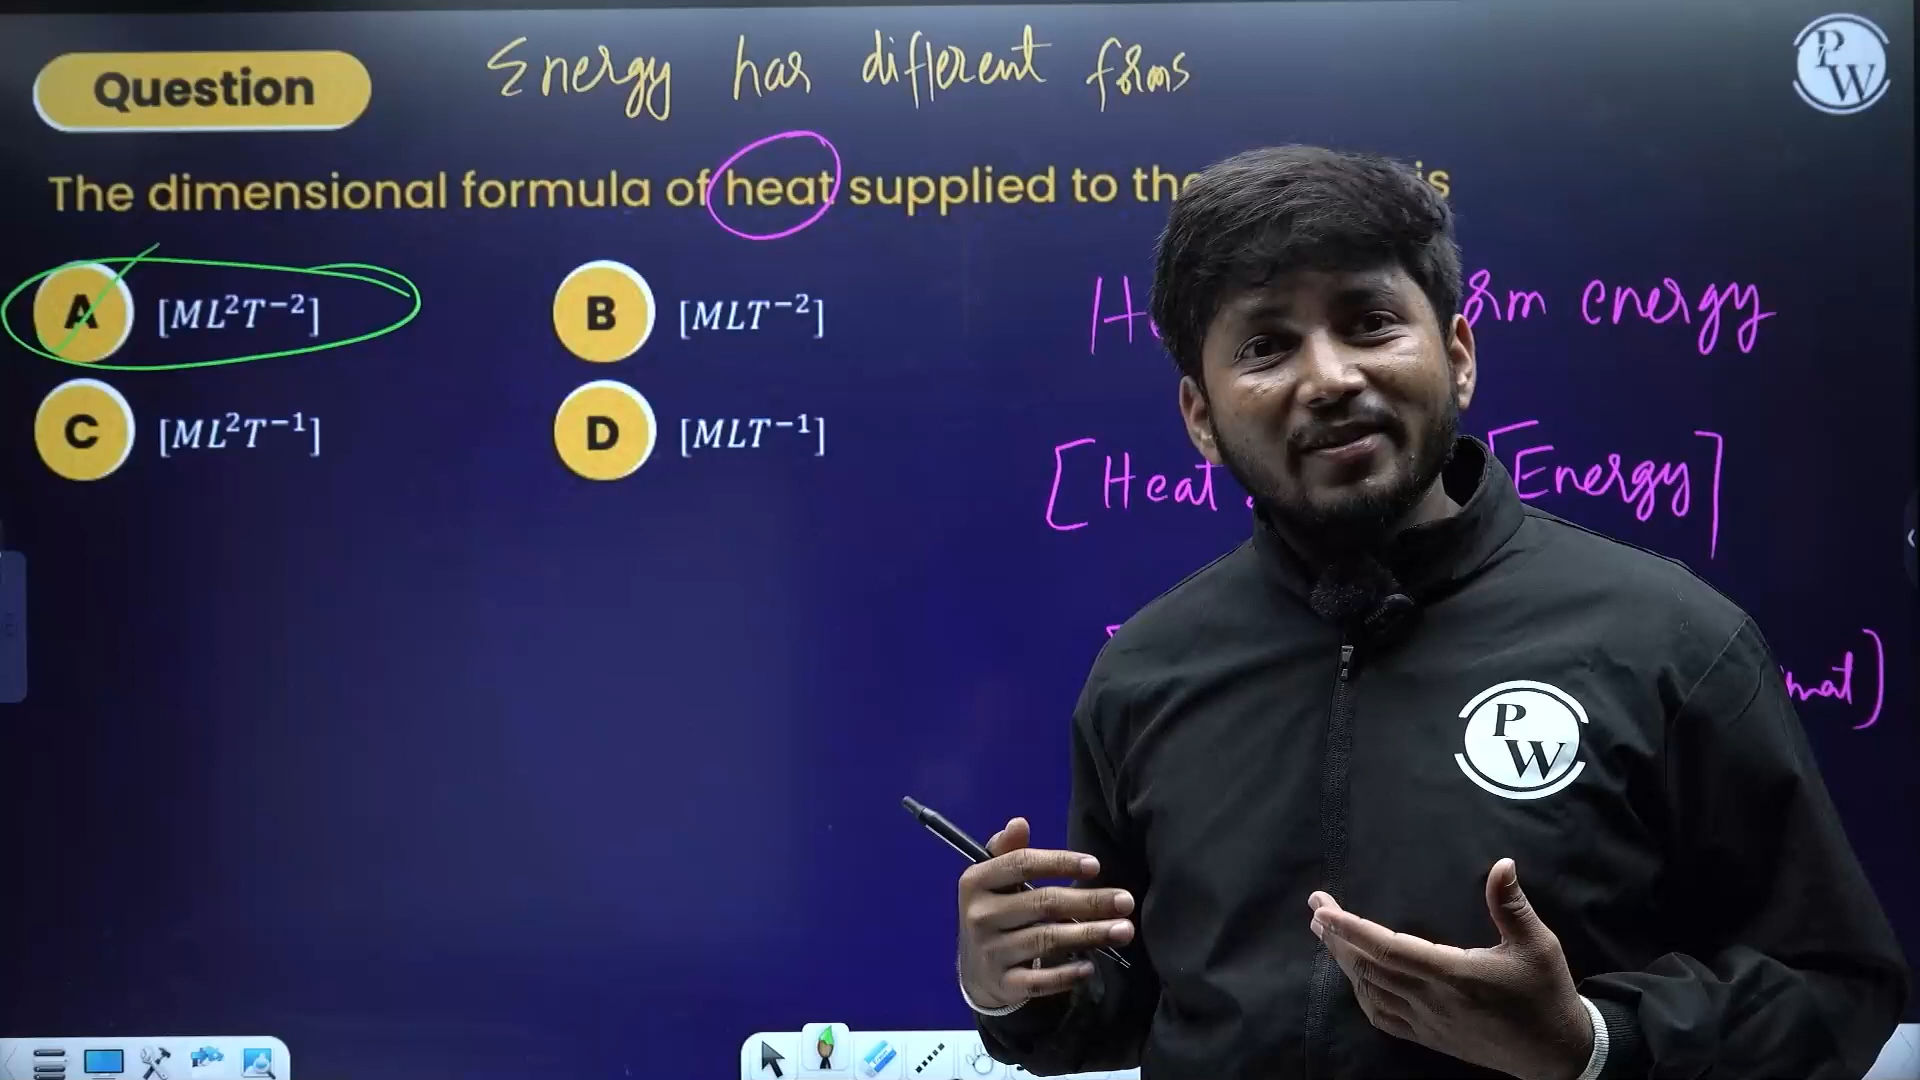 Question
Energy has different forms
PW
The dimensional formula of heat supplied to the is
A [ML²T⁻²]
B [MLT⁻²]
C [ML²T⁻¹]
D [MLT⁻¹]
energy
[Heat [Energy]
PW